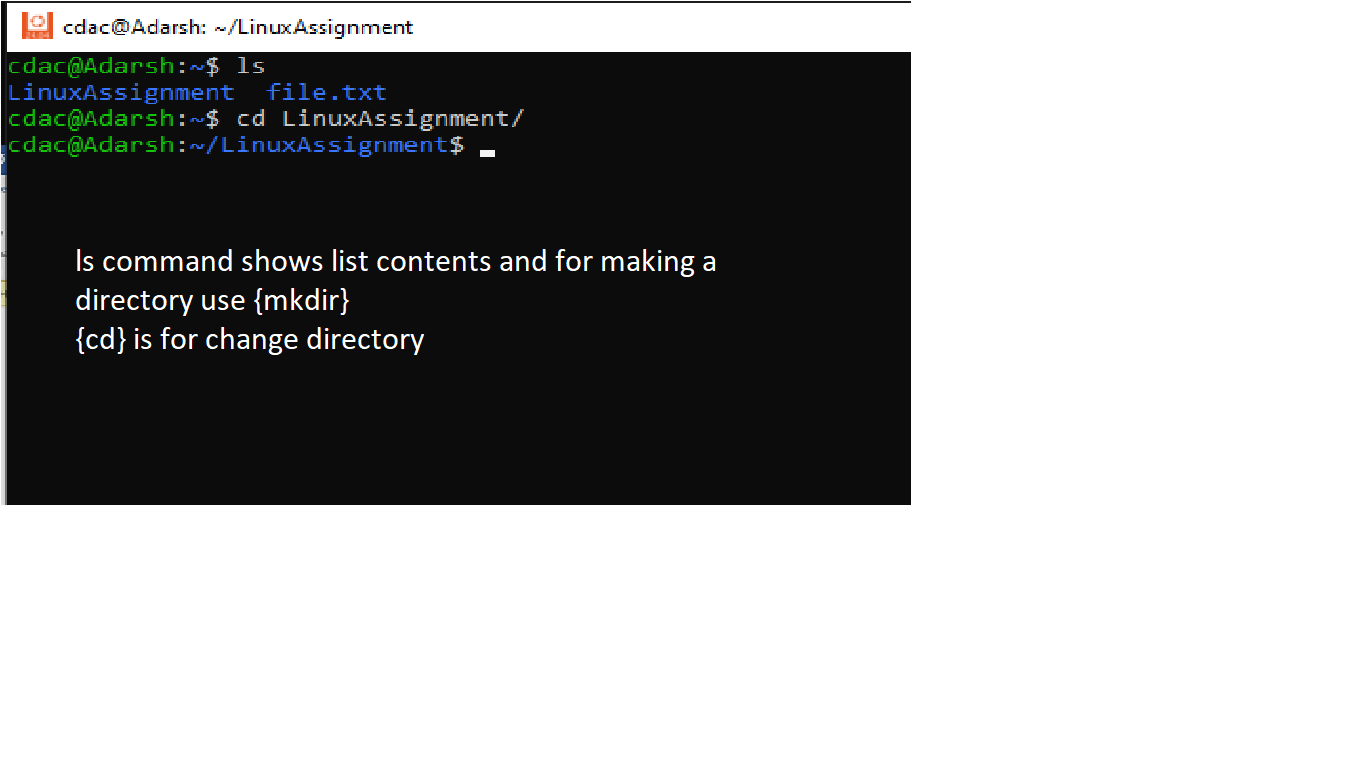 cdac@Adarsh: ~/LinuxAssignment
cdac@Adarsh:~$ ls
LinuxAssignment  file.txt
cdac@Adarsh:~$ cd LinuxAssignment/
cdac@Adarsh:~/LinuxAssignment$
ls command shows list contents and for making a
directory use {mkdir}
{cd} is for change directory